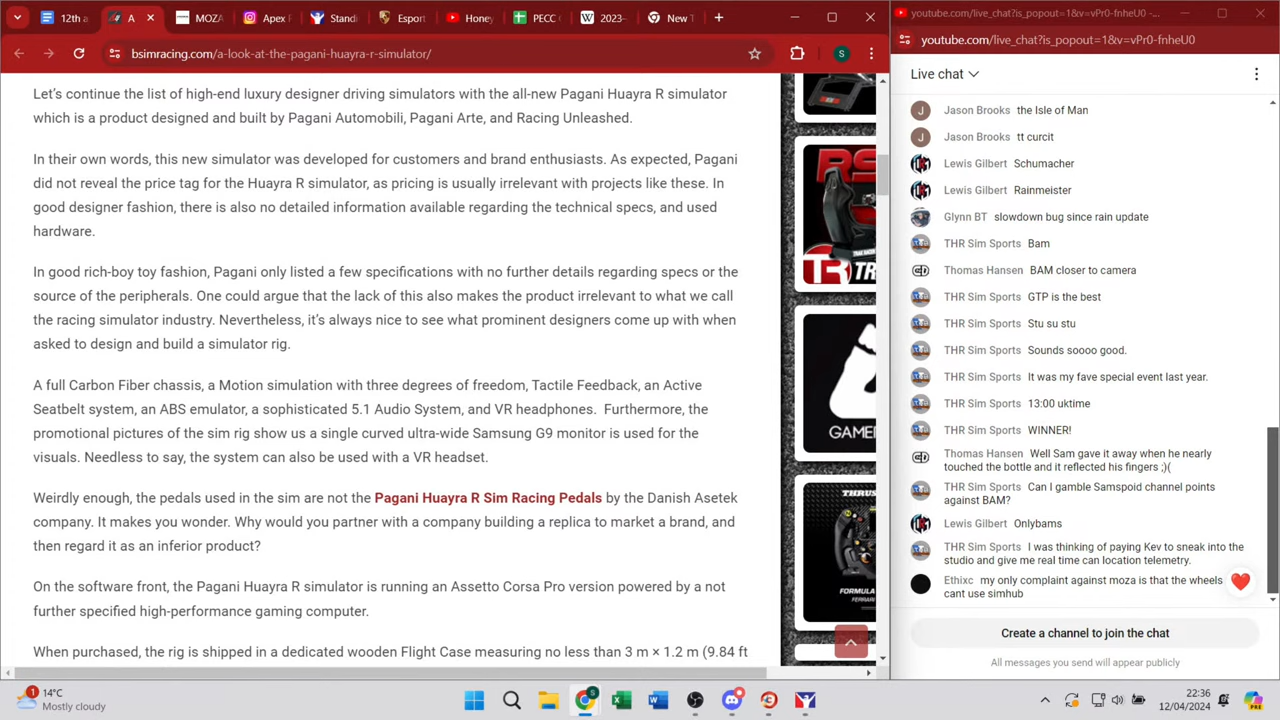 12th a
A
MOZA
Apex F
Standi
Esport
Honey
PECC C
2023-
New T
youtube.com/live_chat?is_popout=1&v=vPr0-fnheU0 -...
bsimracing.com/a-look-at-the-pagani-huayra-r-simulator/
S
youtube.com/live_chat?is_popout=1&v=vPr0-fnheU0
Let's continue the list of high-end luxury designer driving simulators with the all-new Pagani Huayra R simulator
which is a product designed and built by Pagani Automobili, Pagani Arte, and Racing Unleashed.
In their own words, this new simulator was developed for customers and brand enthusiasts. As expected, Pagani
did not reveal the price tag for the Huayra R simulator, as pricing is usually irrelevant with projects like these. In
good designer fashion, there is also no detailed information available regarding the technical specs, and used
hardware.
In good rich-boy toy fashion, Pagani only listed a few specifications with no further details regarding specs or the
source of the peripherals. One could argue that the lack of this also makes the product irrelevant to what we call
the racing simulator industry. Nevertheless, it's always nice to see what prominent designers come up with when
asked to design and build a simulator rig.
A full Carbon Fiber chassis, a Motion simulation with three degrees of freedom, Tactile Feedback, an Active
Seatbelt system, an ABS emulator, a sophisticated 5.1 Audio System, and VR headphones. Furthermore, the
promotional pictures of the sim rig show us a single curved ultra-wide Samsung G9 monitor is used for the
visuals. Needless to say, the system can also be used with a VR headset.
Weirdly enough, the pedals used in the sim are not the Pagani Huayra R Sim Racing Pedals by the Danish Asetek
company. It makes you wonder. Why would you partner with a company building a replica to market a brand, and
then regard it as an inferior product?
On the software front, the Pagani Huayra R simulator is running an Assetto Corsa Pro version powered by a not
further specified high-performance gaming computer.
When purchased, the rig is shipped in a dedicated wooden Flight Case measuring no less than 3 m × 1.2 m (9.84 ft
RS
TR
TRA
GAME
THRUS
FORMULA
FERRARI
Live chat
J Jason Brooks the Isle of Man
J Jason Brooks tt curcit
Lewis Gilbert Schumacher
Lewis Gilbert Rainmeister
Glynn BT slowdown bug since rain update
THR Sim Sports Bam
Thomas Hansen BAM closer to camera
THR Sim Sports GTP is the best
THR Sim Sports Stu su stu
THR Sim Sports Sounds soooo good.
THR Sim Sports It was my fave special event last year.
THR Sim Sports 13:00 uktime
THR Sim Sports WINNER!
Thomas Hansen Well Sam gave it away when he nearly
touched the bottle and it reflected his fingers ;)(
THR Sim Sports Can I gamble Samspoid channel points
against BAM?
Lewis Gilbert Onlybams
THR Sim Sports I was thinking of paying Kev to sneak into the
studio and give me real time can location telemetry.
Ethixc my only complaint against moza is that the wheels
cant use simhub
Create a channel to join the chat
All messages you send will appear publicly
1
14°C
Mostly cloudy
22:36
12/04/2024